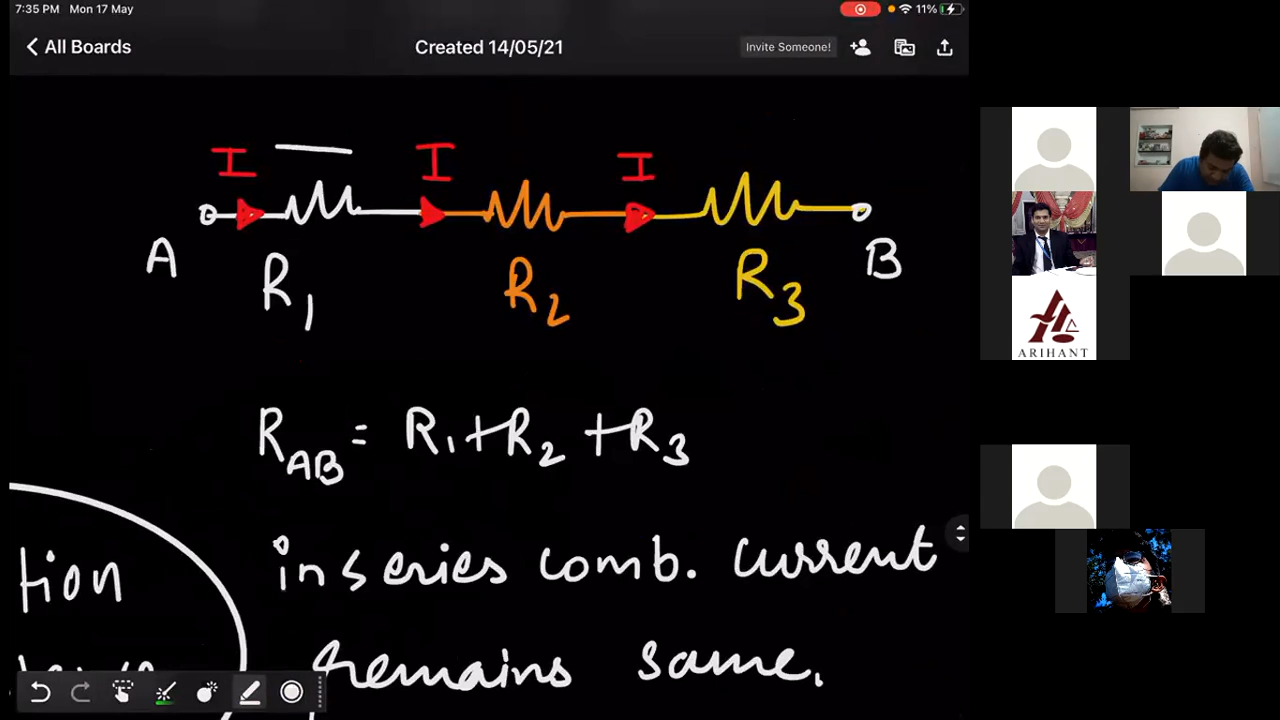 7:35 PM Mon 17 May
11%
All Boards
Created 14/05/21
Invite Someone!
I I I
A R1 R2 R3 B
RAB = R1+R2+R3
in series comb. current
remains same.
tion
ARIHANT